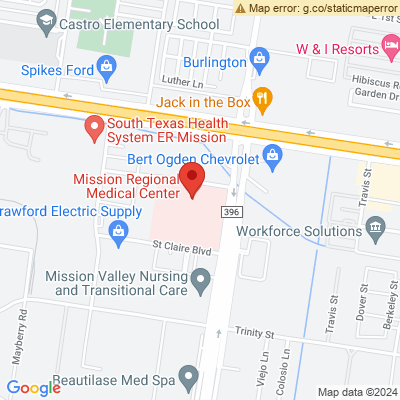 Map error: g.co/staticmaperror
Castro Elementary School
E 1st S
Burlington
W & I Resorts
Spikes Ford
Luther Ln
Hibiscus R
Garden Dr
Jack in the Box
South Texas Health
System ER Mission
Bert Ogden Chevrolet
Mission Regional
Medical Center
Travis St
rawford Electric Supply
396
Workforce Solutions
St Claire Blvd
Mission Valley Nursing
and Transitional Care
Mayberry Rd
Travis St
Dover St
Berkeley St
Trinity St
Viejo Ln
Colosio Ln
Beautilase Med Spa
Google
Map data ©2024